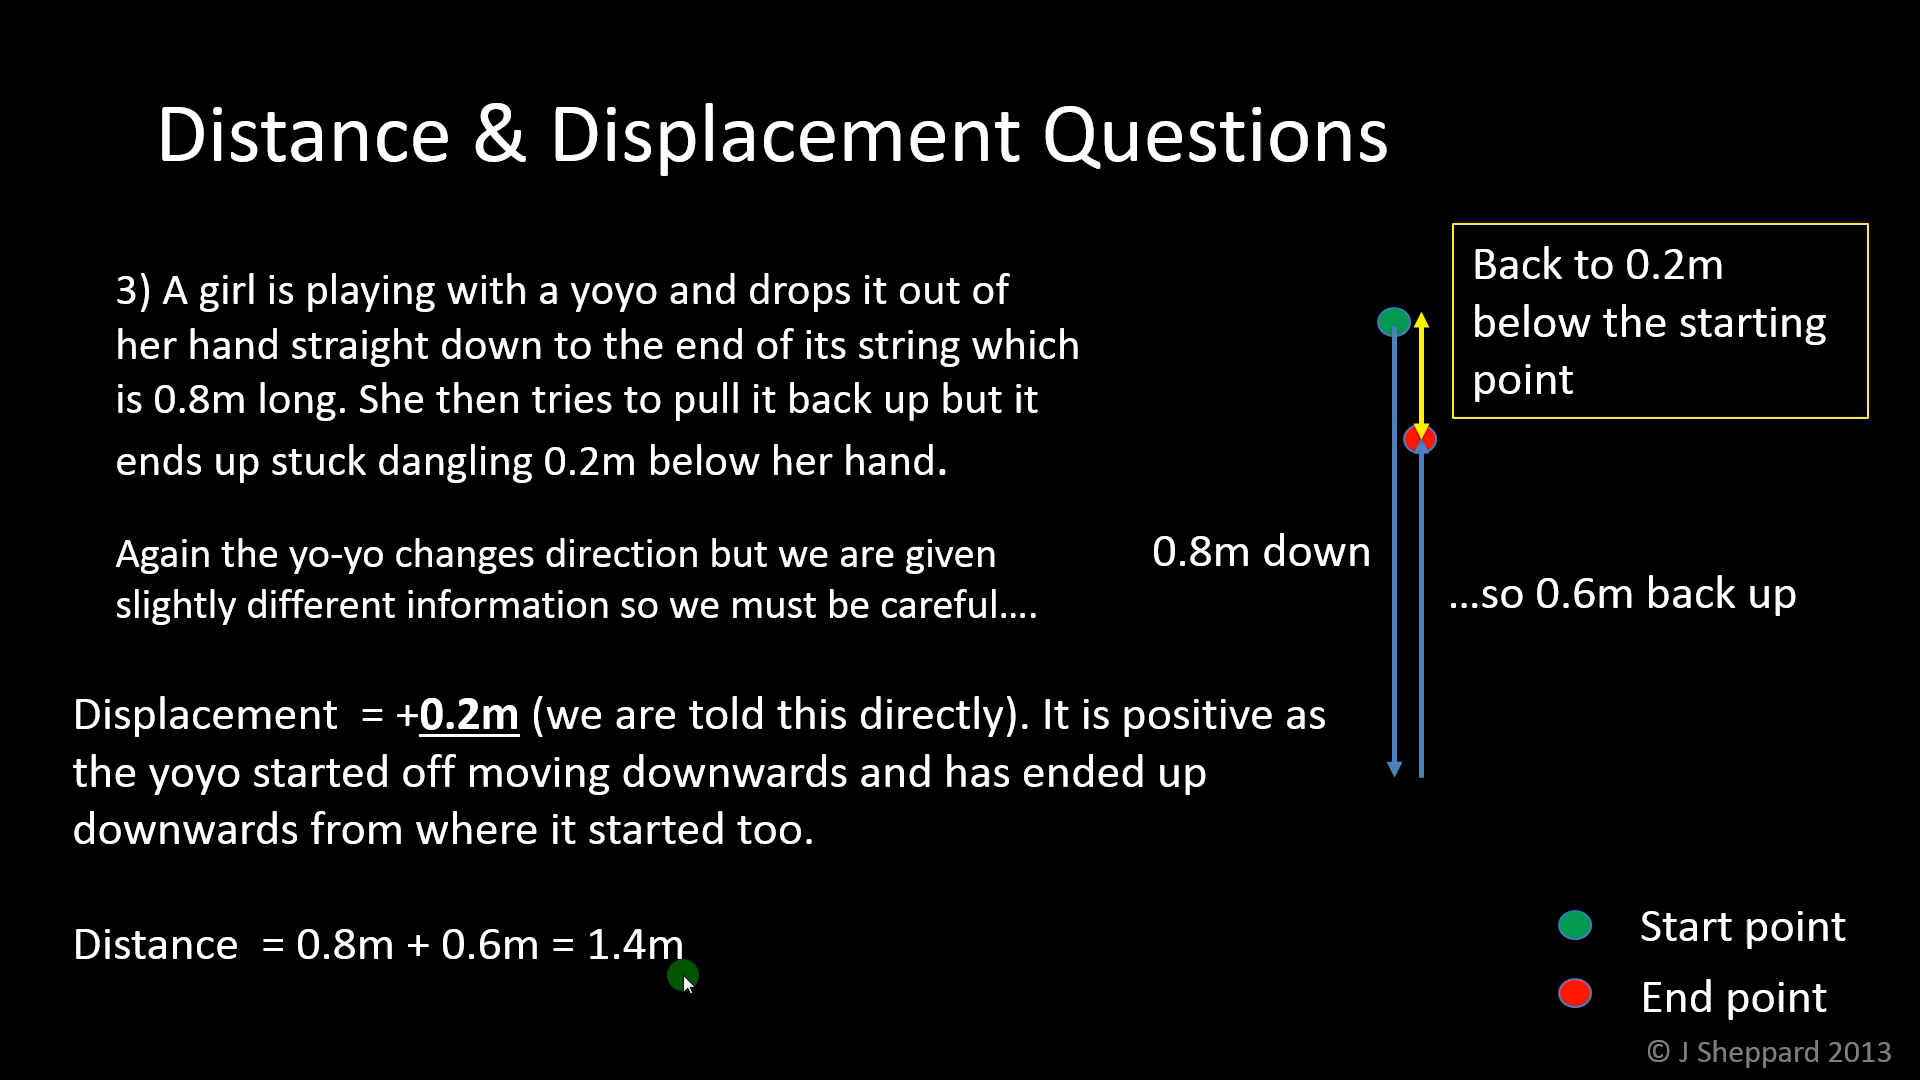 Distance & Displacement Questions
3) A girl is playing with a yoyo and drops it out of
her hand straight down to the end of its string which
is 0.8m long. She then tries to pull it back up but it
ends up stuck dangling 0.2m below her hand.
Again the yo-yo changes direction but we are given
slightly different information so we must be careful....
Back to 0.2m
below the starting
point
0.8m down
...so 0.6m back up
Displacement = +0.2m (we are told this directly). It is positive as
the yoyo started off moving downwards and has ended up
downwards from where it started too.
Distance = 0.8m + 0.6m = 1.4m
Start point
End point
© J Sheppard 2013